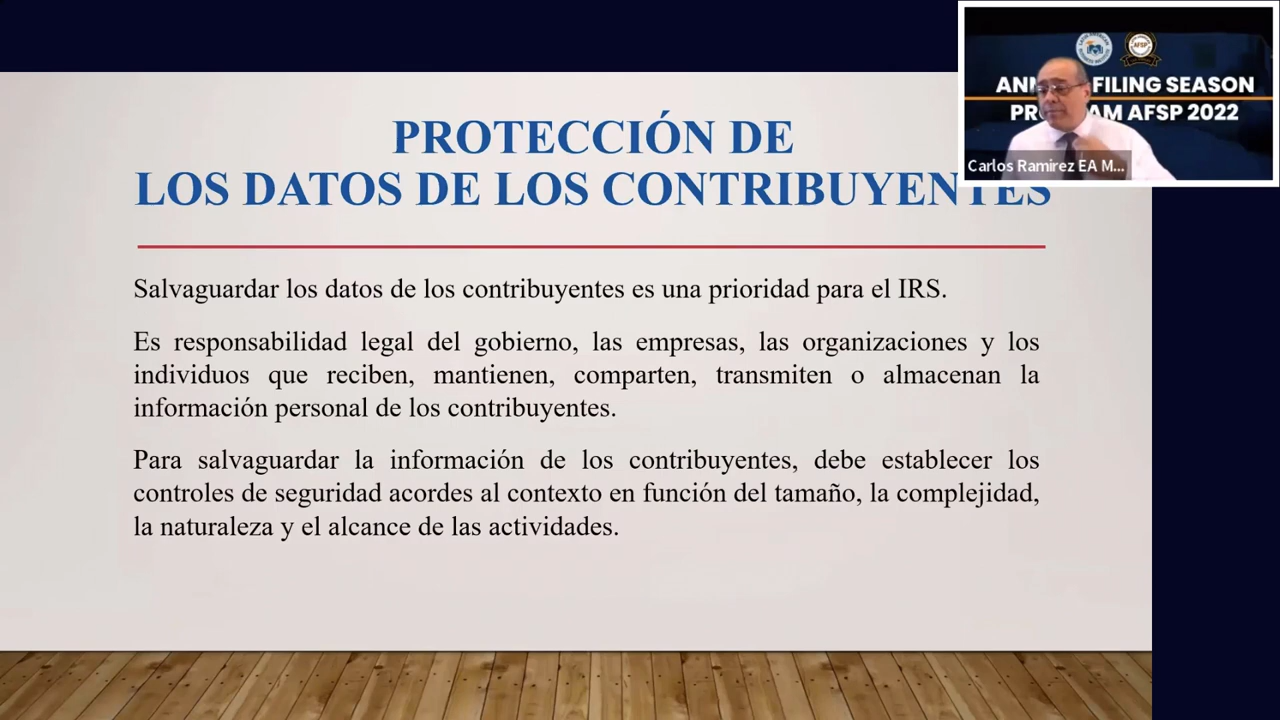 PROTECCIÓN DE
LOS DATOS DE LOS CONTRIBUYENTES
Salvaguardar los datos de los contribuyentes es una prioridad para el IRS.
Es responsabilidad legal del gobierno, las empresas, las organizaciones y los
individuos que reciben, mantienen, comparten, transmiten o almacenan la
información personal de los contribuyentes.
Para salvaguardar la información de los contribuyentes, debe establecer los
controles de seguridad acordes al contexto en función del tamaño, la complejidad,
la naturaleza y el alcance de las actividades.
AFSP
FILING SEASON
AFSP 2022
Carlos Ramirez EA M...